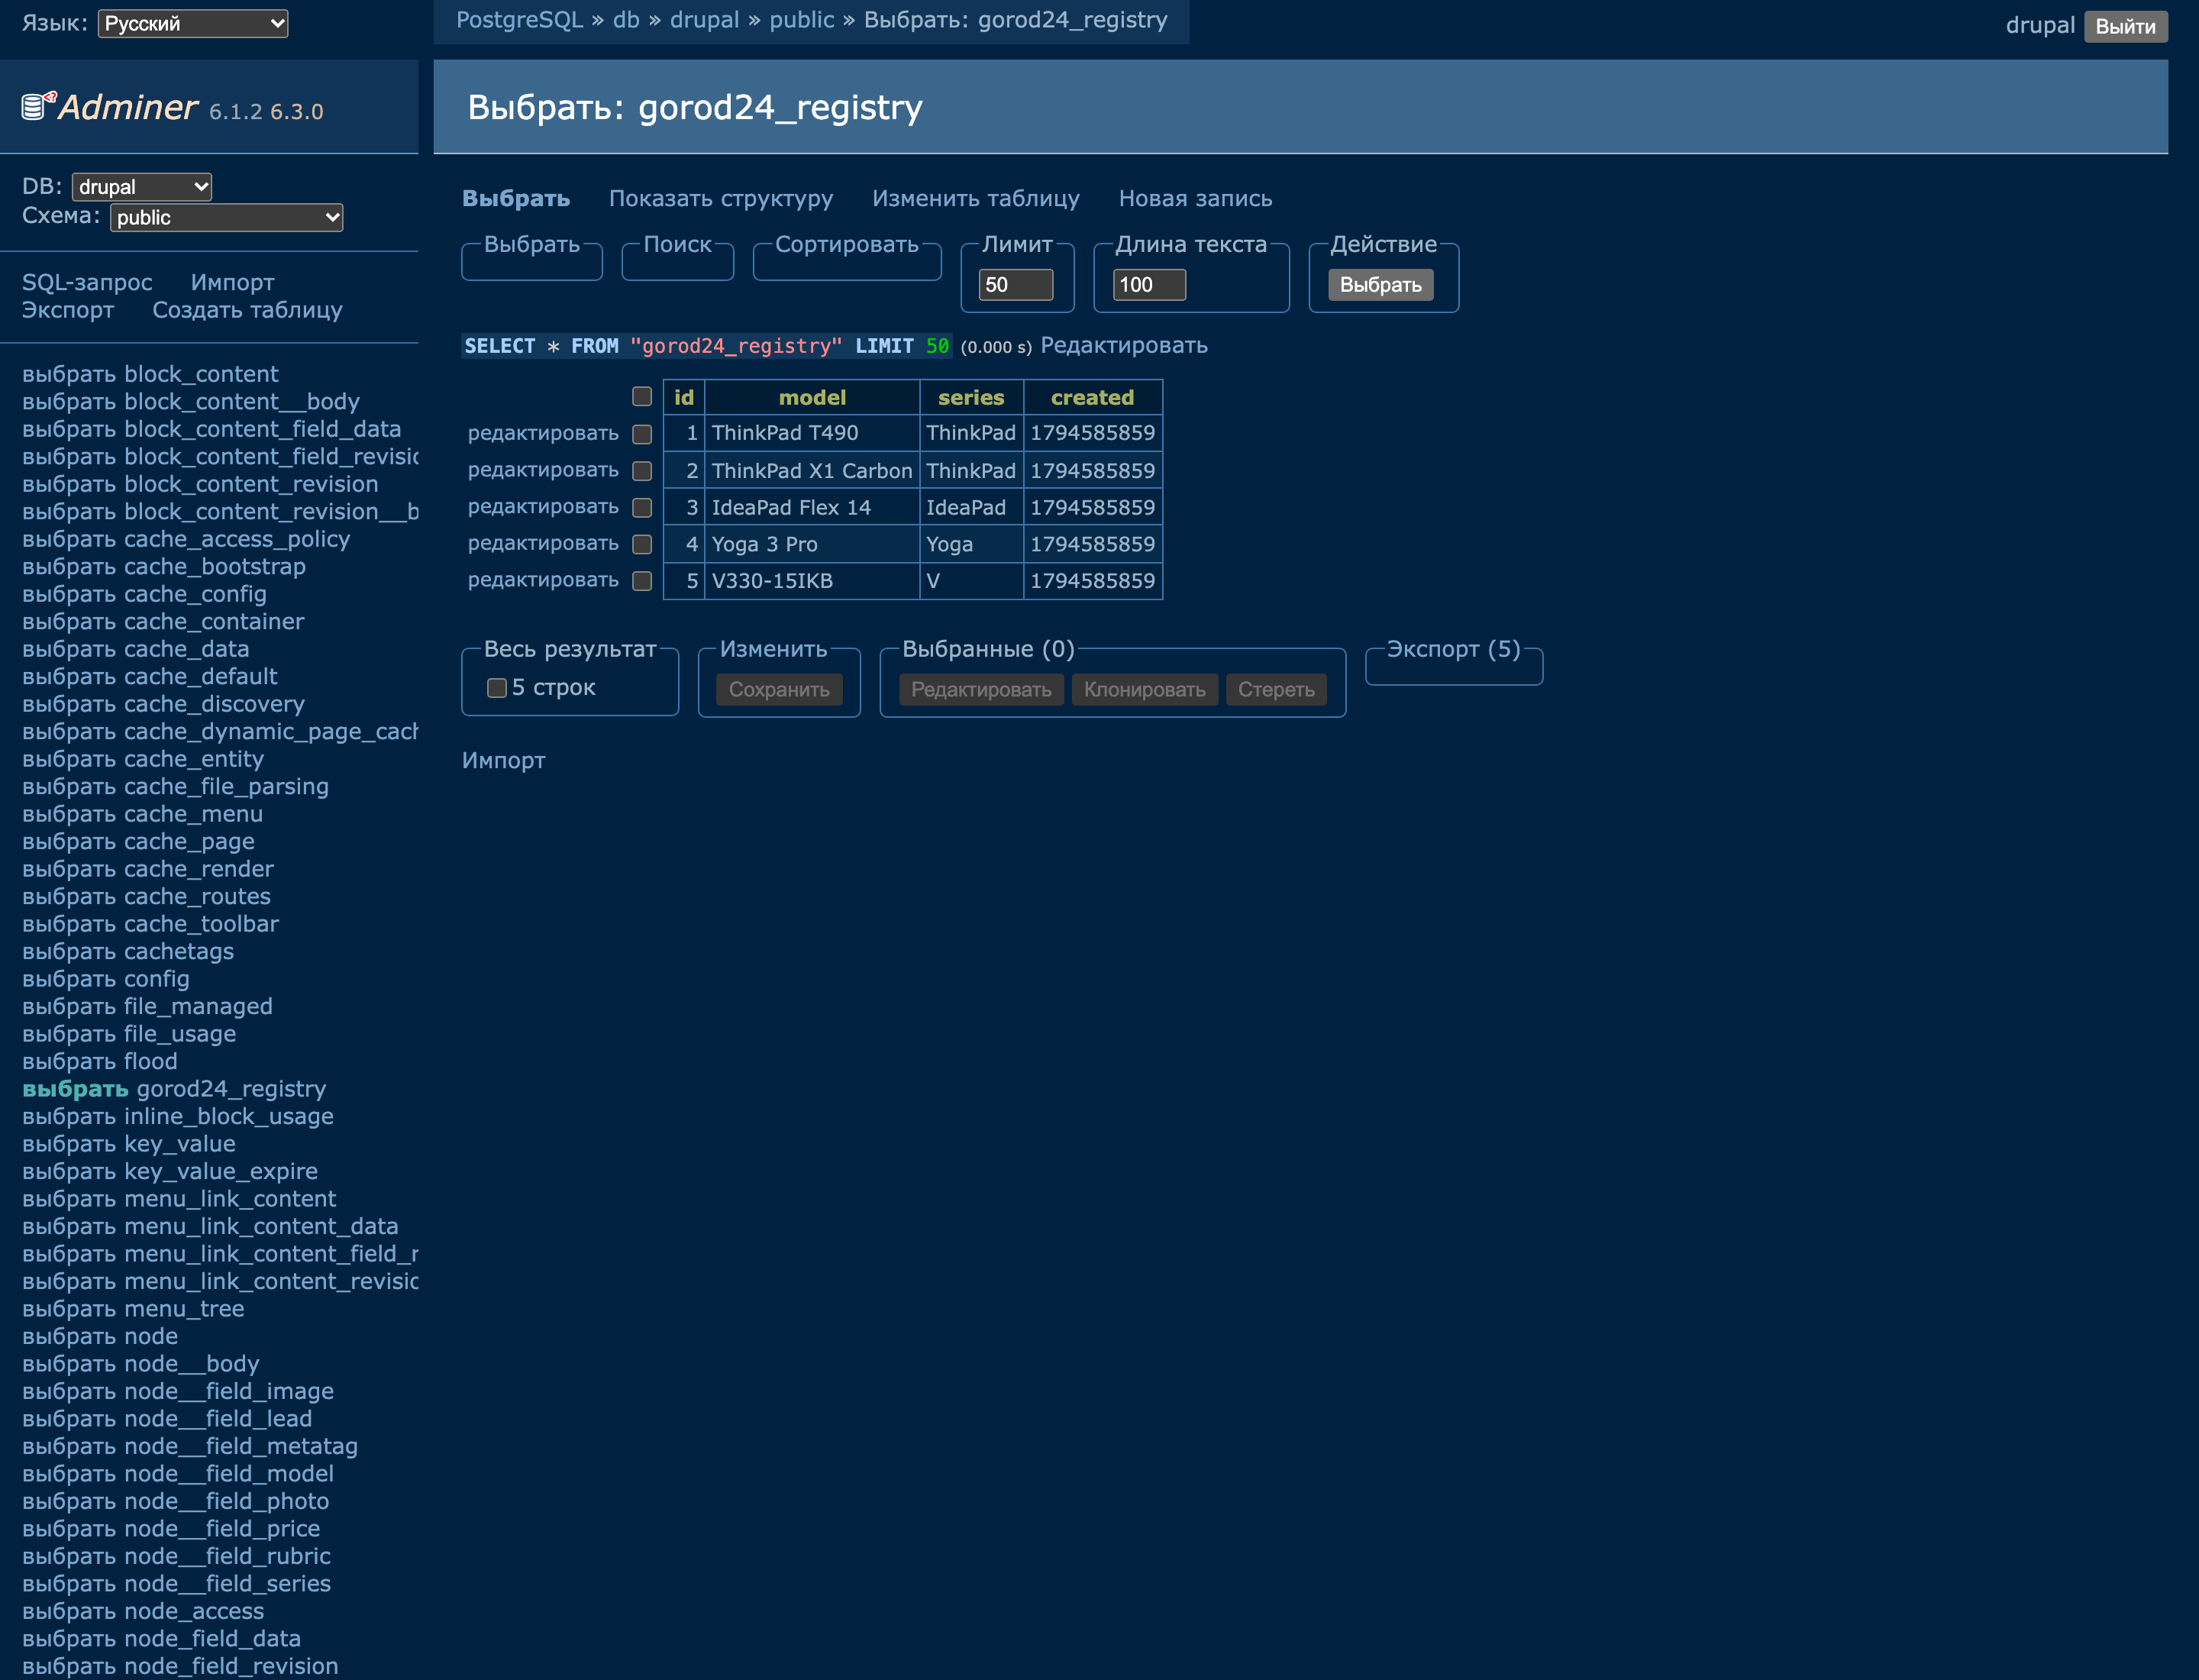 Язык: Русский
PostgreSQL » db » drupal » public » Выбрать: gorod24_registry
drupal Выйти
Adminer 6.1.2 6.3.0
DB: drupal
Схема: public
SQL-запрос Импорт
Экспорт Создать таблицу
выбрать block_content
выбрать block_content__body
выбрать block_content_field_data
выбрать block_content_field_revisic
выбрать block_content_revision
выбрать block_content_revision__b
выбрать cache_access_policy
выбрать cache_bootstrap
выбрать cache_config
выбрать cache_container
выбрать cache_data
выбрать cache_default
выбрать cache_discovery
выбрать cache_dynamic_page_cach
выбрать cache_entity
выбрать cache_file_parsing
выбрать cache_menu
выбрать cache_page
выбрать cache_render
выбрать cache_routes
выбрать cache_toolbar
выбрать cachetags
выбрать config
выбрать file_managed
выбрать file_usage
выбрать flood
выбрать gorod24_registry
выбрать inline_block_usage
выбрать key_value
выбрать key_value_expire
выбрать menu_link_content
выбрать menu_link_content_data
выбрать menu_link_content_field_r
выбрать menu_link_content_revisic
выбрать menu_tree
выбрать node
выбрать node__body
выбрать node__field_image
выбрать node__field_lead
выбрать node__field_metatag
выбрать node__field_model
выбрать node__field_photo
выбрать node__field_price
выбрать node__field_rubric
выбрать node__field_series
выбрать node_access
выбрать node_field_data
выбрать node_field_revision
Выбрать: gorod24_registry
Выбрать Показать структуру Изменить таблицу Новая запись
Выбрать Поиск Сортировать Лимит Длина текста Действие
50 100 Выбрать
SELECT * FROM "gorod24_registry" LIMIT 50 (0.000 s) Редактировать
id model series created
редактировать 1 ThinkPad T490 ThinkPad 1794585859
редактировать 2 ThinkPad X1 Carbon ThinkPad 1794585859
редактировать 3 IdeaPad Flex 14 IdeaPad 1794585859
редактировать 4 Yoga 3 Pro Yoga 1794585859
редактировать 5 V330-15IKB V 1794585859
Весь результат Изменить Выбранные (0) Экспорт (5)
5 строк Сохранить Редактировать Клонировать Стереть
Импорт